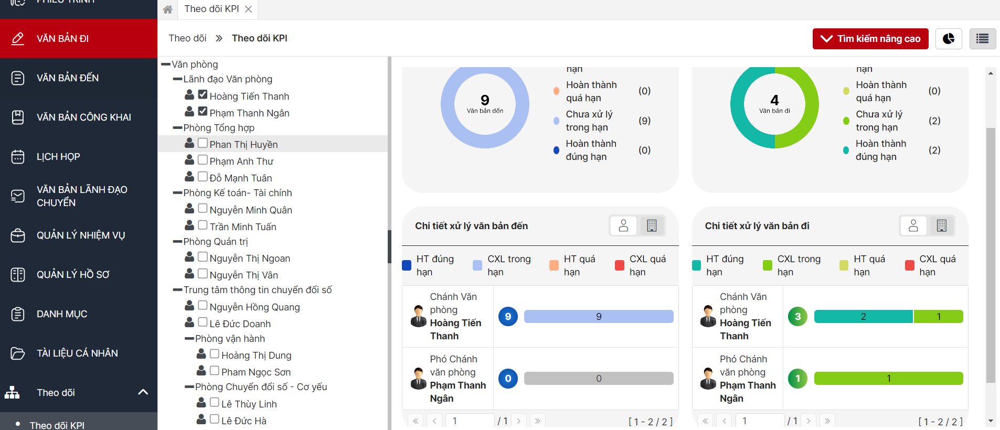 PHIẾU TRÌNH
VĂN BẢN ĐI
VĂN BẢN ĐẾN
VĂN BẢN CÔNG KHAI
LỊCH HỌP
VĂN BẢN LÃNH ĐẠO
CHUYỂN
QUẢN LÝ NHIỆM VỤ
QUẢN LÝ HỒ SƠ
DANH MỤC
TÀI LIỆU CÁ NHÂN
Theo dõi
Theo dõi KPI
Theo dõi KPI
Theo dõi » Theo dõi KPI
Tìm kiếm nâng cao
Văn phòng
Lãnh đạo Văn phòng
Hoàng Tiến Thanh
Phạm Thanh Ngân
Phòng Tổng hợp
Phan Thị Huyền
Phạm Anh Thư
Đỗ Mạnh Tuân
Phòng Kế toán- Tài chính
Nguyễn Minh Quân
Trần Minh Tuấn
Phòng Quản trị
Nguyễn Thị Ngoan
Nguyễn Thị Vân
Trung tâm thông tin chuyển đổi số
Nguyễn Hồng Quang
Lê Đức Doanh
Phòng vận hành
Hoàng Thị Dung
Pham Ngọc Sơn
Phòng Chuyển đổi số - Cơ yếu
Lê Thùy Linh
Lê Đức Hà
9
Văn bản đến
hạn
Hoàn thành
quá hạn (0)
Chưa xử lý
trong hạn (9)
Hoàn thành
đúng hạn (0)
4
Văn bản đi
hạn
Hoàn thành
quá hạn (0)
Chưa xử lý
trong hạn (2)
Hoàn thành
đúng hạn (2)
Chi tiết xử lý văn bản đến
HT đúng
hạn
CXL trong
hạn
HT quá
hạn
CXL quá
hạn
Chánh Văn
phòng
Hoàng Tiến
Thanh
9 9
Phó Chánh
văn phòng
Phạm Thanh
Ngân
0 0
« ‹ 1 / 1 › » [ 1 - 2 / 2 ]
Chi tiết xử lý văn bản đi
HT đúng
hạn
CXL trong
hạn
HT quá
hạn
CXL quá
hạn
Chánh Văn
phòng
Hoàng Tiến
Thanh
3 2 1
Phó Chánh
văn phòng
Phạm Thanh
Ngân
1 1
« ‹ 1 / 1 › » [ 1 - 2 / 2 ]